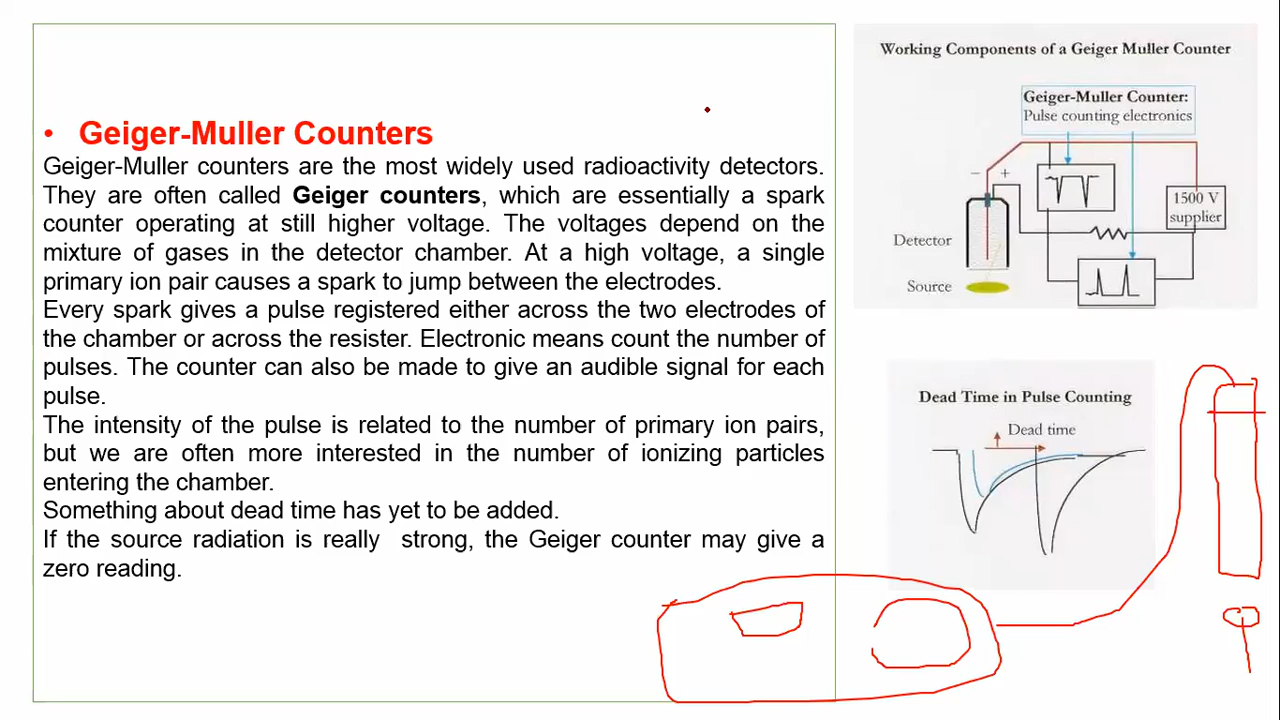 • Geiger-Muller Counters
Geiger-Muller counters are the most widely used radioactivity detectors.
They are often called Geiger counters, which are essentially a spark
counter operating at still higher voltage. The voltages depend on the
mixture of gases in the detector chamber. At a high voltage, a single
primary ion pair causes a spark to jump between the electrodes.
Every spark gives a pulse registered either across the two electrodes of
the chamber or across the resister. Electronic means count the number of
pulses. The counter can also be made to give an audible signal for each
pulse.
The intensity of the pulse is related to the number of primary ion pairs,
but we are often more interested in the number of ionizing particles
entering the chamber.
Something about dead time has yet to be added.
If the source radiation is really strong, the Geiger counter may give a
zero reading.
Working Components of a Geiger Muller Counter
Geiger-Muller Counter:
Pulse counting electronics
− +
1500 V
supplier
Detector
Source
Dead Time in Pulse Counting
Dead time